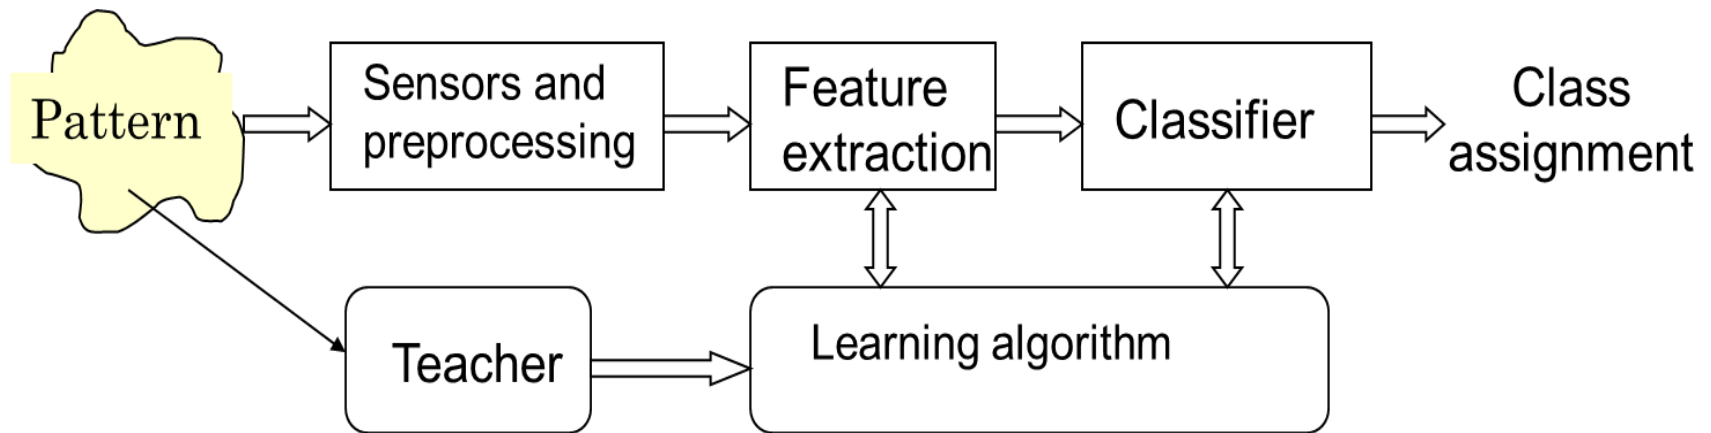 Pattern
Sensors and
preprocessing
Feature
extraction
Classifier
Class
assignment
Teacher
Learning algorithm